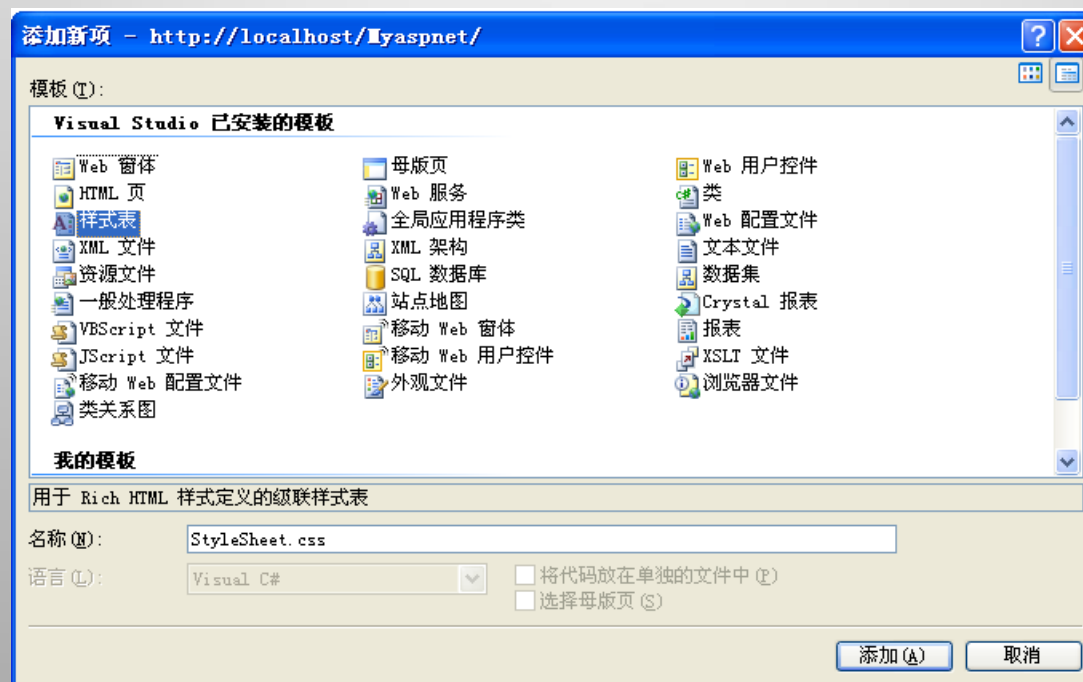 添加新项 - http://localhost/Myaspnet/
模板(T):
Visual Studio 已安装的模板
Web 窗体 母版页 Web 用户控件
HTML 页 Web 服务 类
样式表 全局应用程序类 Web 配置文件
XML 文件 XML 架构 文本文件
资源文件 SQL 数据库 数据集
一般处理程序 站点地图 Crystal 报表
VBScript 文件 移动 Web 窗体 报表
JScript 文件 移动 Web 用户控件 XSLT 文件
移动 Web 配置文件 外观文件 浏览器文件
类关系图
我的模板
用于 Rich HTML 样式定义的级联样式表
名称(N): StyleSheet.css
语言(L): Visual C# 将代码放在单独的文件中(P)
选择母版页(S)
添加(A) 取消